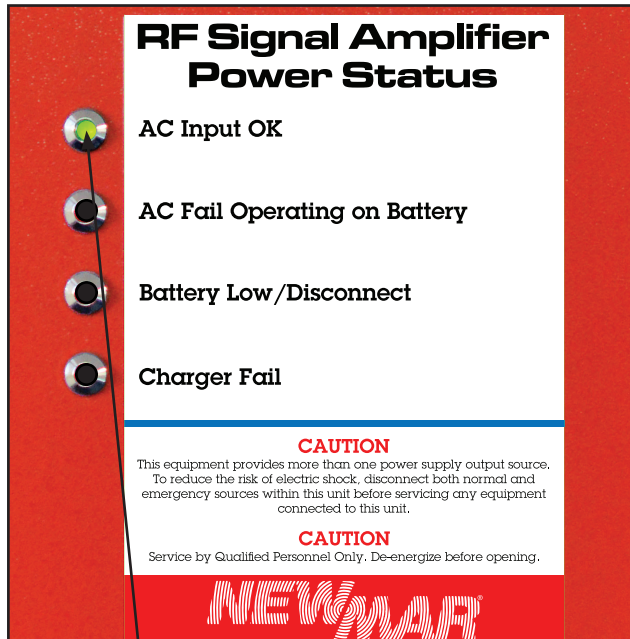 RF Signal Amplifier
Power Status
AC Input OK
AC Fail Operating on Battery
Battery Low/Disconnect
Charger Fail
CAUTION
This equipment provides more than one power supply output source.
To reduce the risk of electric shock, disconnect both normal and
emergency sources within this unit before servicing any equipment
connected to this unit.
CAUTION
Service by Qualified Personnel Only. De-energize before opening.
NEWMAR®